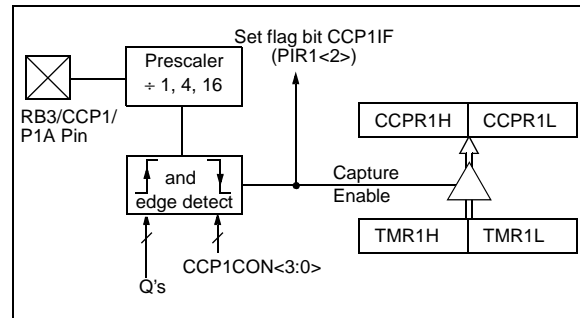 Set flag bit CCP1IF
(PIR1<2>)
Prescaler
÷ 1, 4, 16
RB3/CCP1/
P1A Pin
CCPR1H
CCPR1L
and
edge detect
Capture
Enable
TMR1H
TMR1L
CCP1CON<3:0>
Q's